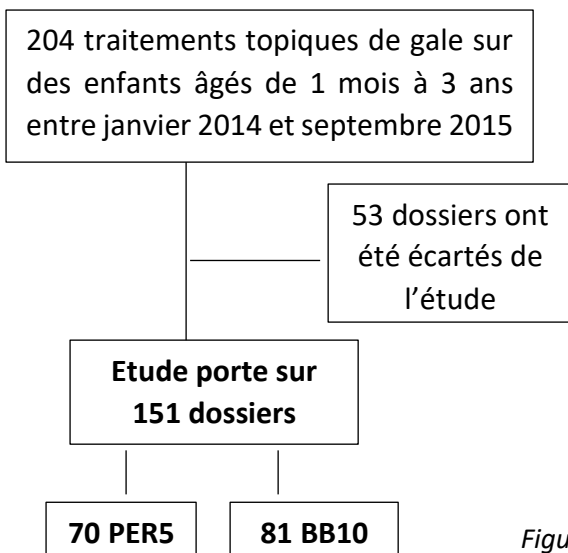 204 traitements topiques de gale sur
des enfants âgés de 1 mois à 3 ans
entre janvier 2014 et septembre 2015
53 dossiers ont
été écartés de
l’étude
Etude porte sur
151 dossiers
70 PER5
81 BB10
Figu